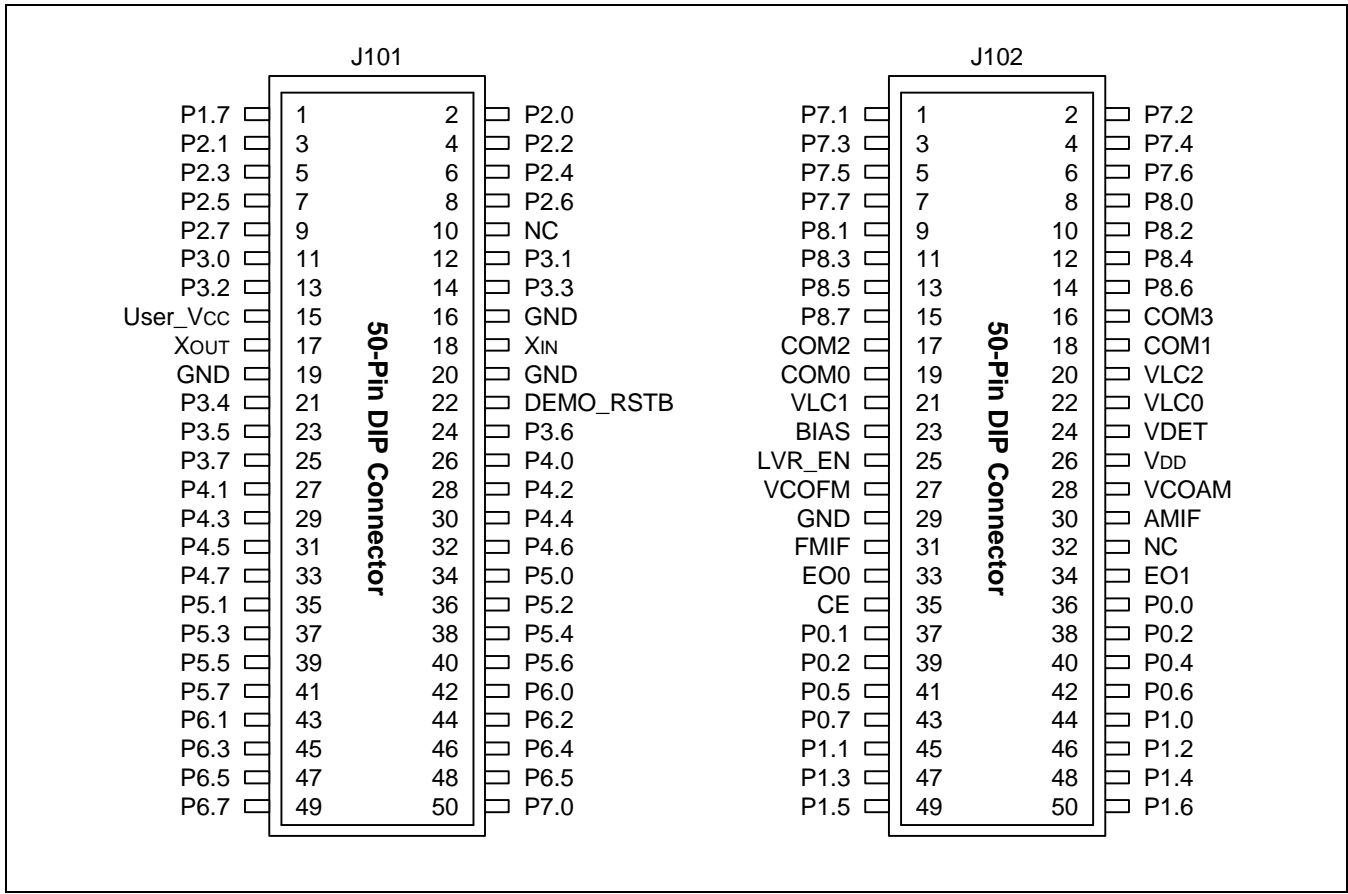 J101 J102
P1.7 1 2 P2.0 P7.1 1 2 P7.2
P2.1 3 4 P2.2 P7.3 3 4 P7.4
P2.3 5 6 P2.4 P7.5 5 6 P7.6
P2.5 7 8 P2.6 P7.7 7 8 P8.0
P2.7 9 10 NC P8.1 9 10 P8.2
P3.0 11 12 P3.1 P8.3 11 12 P8.4
P3.2 13 14 P3.3 P8.5 13 14 P8.6
User_VCC 15 16 GND P8.7 15 16 COM3
XOUT 17 18 XIN COM2 17 18 COM1
GND 19 20 GND COM0 19 20 VLC2
P3.4 21 22 DEMO_RSTB VLC1 21 22 VLC0
P3.5 23 24 P3.6 BIAS 23 24 VDET
P3.7 25 26 P4.0 LVR_EN 25 26 VDD
P4.1 27 28 P4.2 VCOFM 27 28 VCOAM
P4.3 29 30 P4.4 GND 29 30 AMIF
P4.5 31 32 P4.6 FMIF 31 32 NC
P4.7 33 34 P5.0 EO0 33 34 EO1
P5.1 35 36 P5.2 CE 35 36 P0.0
P5.3 37 38 P5.4 P0.1 37 38 P0.2
P5.5 39 40 P5.6 P0.2 39 40 P0.4
P5.7 41 42 P6.0 P0.5 41 42 P0.6
P6.1 43 44 P6.2 P0.7 43 44 P1.0
P6.3 45 46 P6.4 P1.1 45 46 P1.2
P6.5 47 48 P6.5 P1.3 47 48 P1.4
P6.7 49 50 P7.0 P1.5 49 50 P1.6
50-Pin DIP Connector
50-Pin DIP Connector